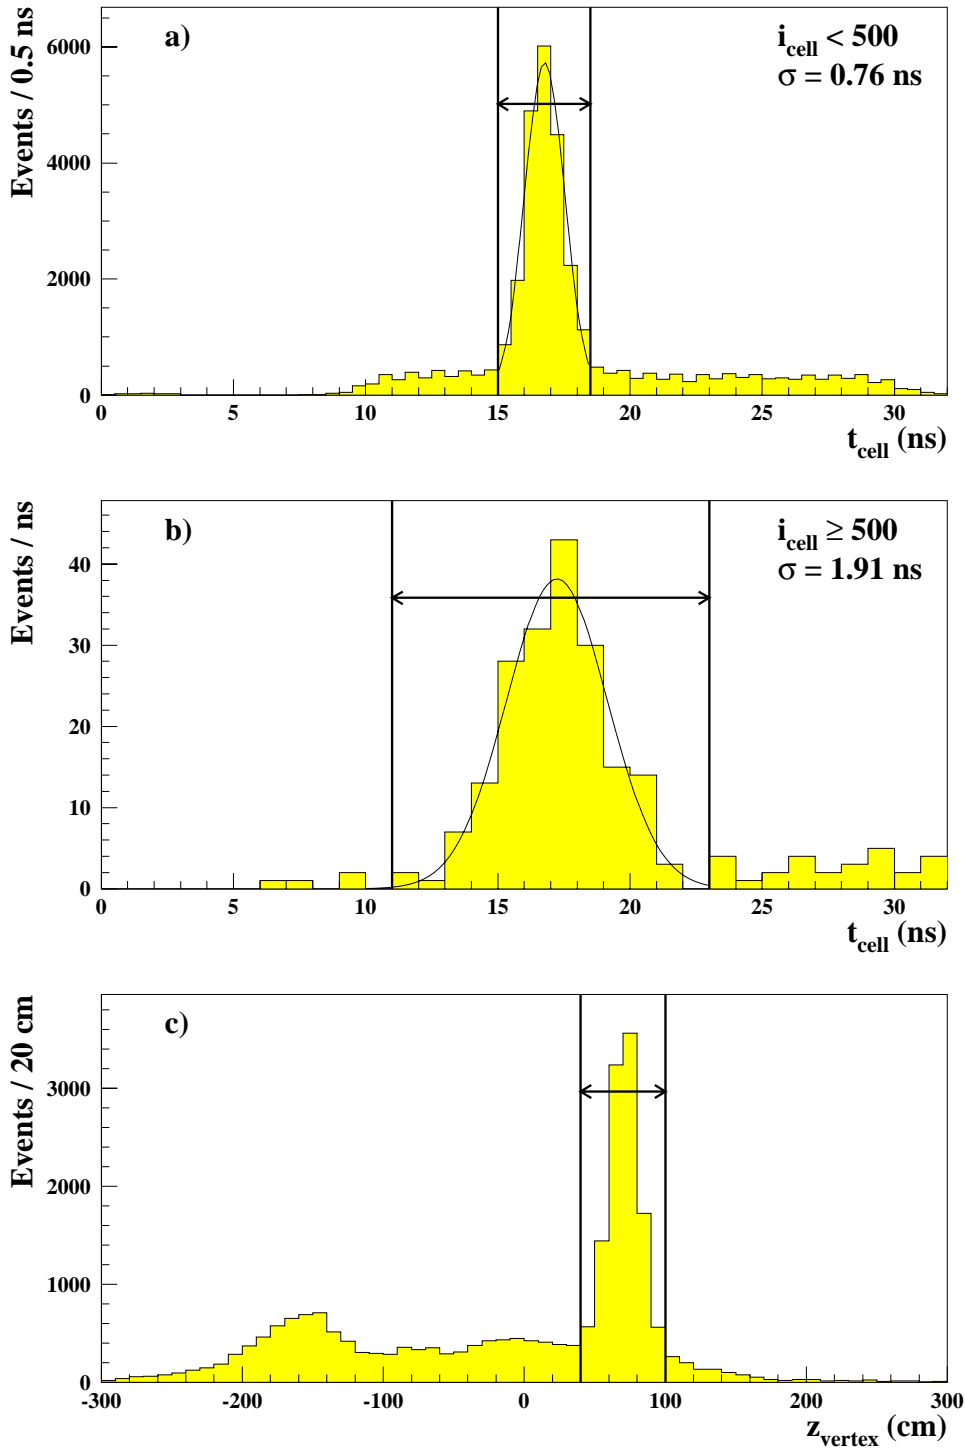 a)
i_cell < 500
σ = 0.76 ns
Events / 0.5 ns
6000
4000
2000
0
0 5 10 15 20 25 30
t_cell (ns)
b)
i_cell ≥ 500
σ = 1.91 ns
Events / ns
40
30
20
10
0
0 5 10 15 20 25 30
t_cell (ns)
c)
Events / 20 cm
3000
2000
1000
0
-300 -200 -100 0 100 200 300
z_vertex (cm)